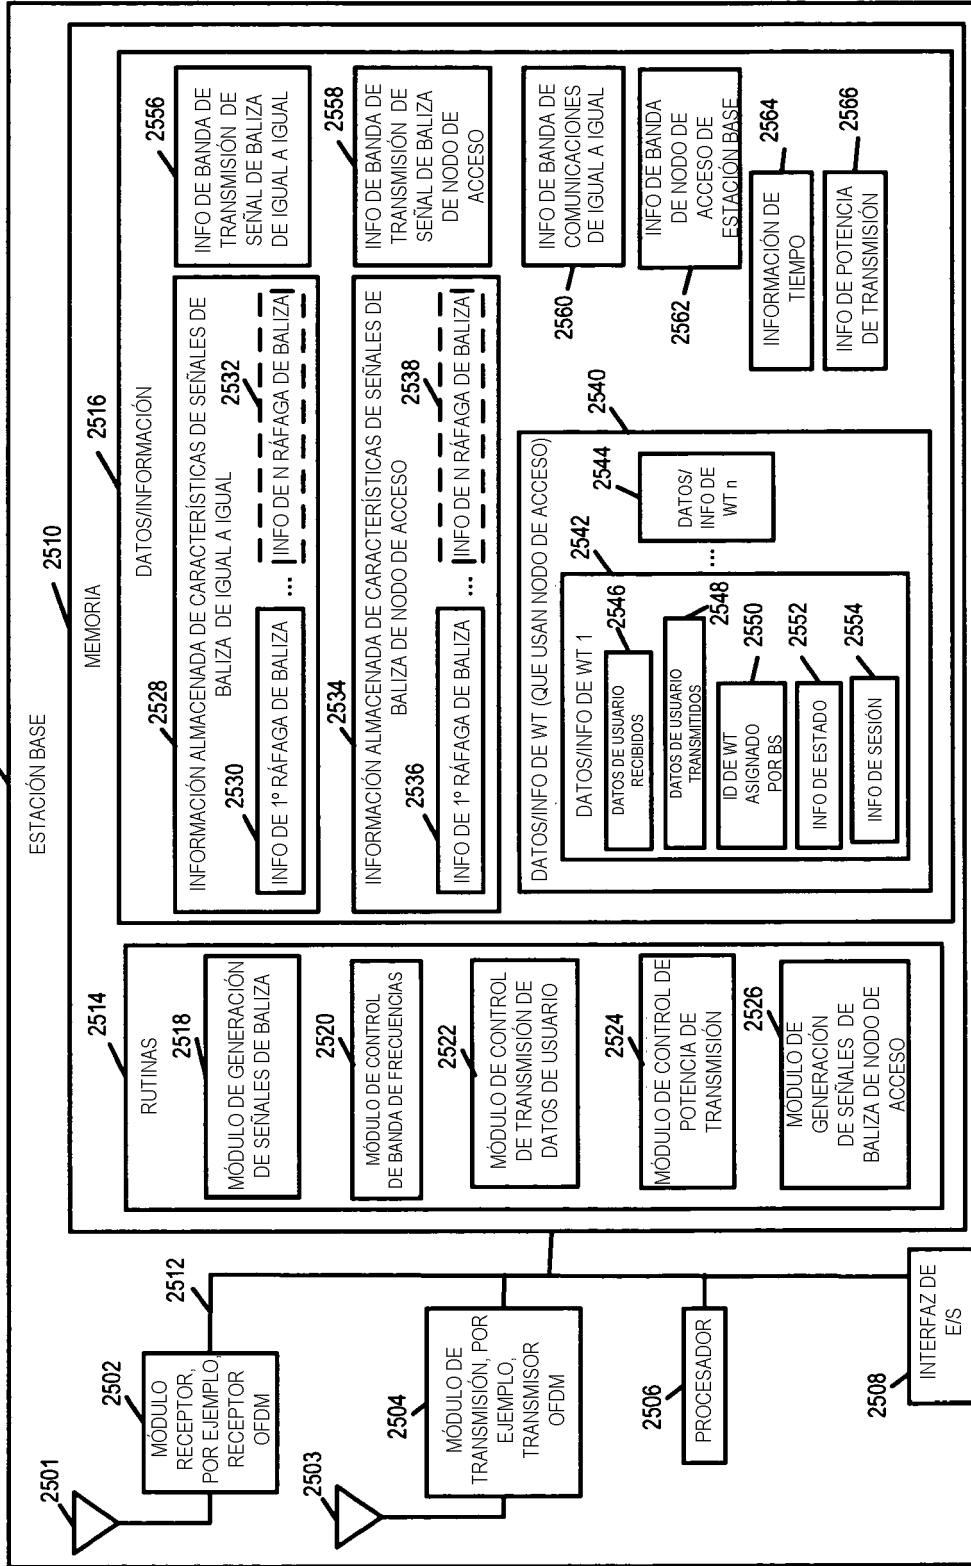 ESTACIÓN BASE
2501
2502
MÓDULO
RECEPTOR,
POR EJEMPLO,
RECEPTOR
OFDM
2512
2503
2504
MÓDULO DE
TRANSMISIÓN, POR
EJEMPLO,
TRANSMISOR
OFDM
2506
PROCESADOR
2508
INTERFAZ DE
E/S
2510
MEMORIA
2514
RUTINAS
2518
MÓDULO DE GENERACIÓN
DE SEÑALES DE BALIZA
2520
MÓDULO DE CONTROL
DE BANDA DE FRECUENCIAS
2522
MÓDULO DE CONTROL
DE TRANSMISIÓN DE
DATOS DE USUARIO
2524
MÓDULO DE CONTROL DE
POTENCIA DE
TRANSMISIÓN
2526
MÓDULO DE
GENERACIÓN
DE SEÑALES DE
BALIZA DE NODO DE
ACCESO
2516
DATOS/INFORMACIÓN
2528
INFORMACIÓN ALMACENADA DE CARACTERÍSTICAS DE SEÑALES DE
BALIZA DE IGUAL A IGUAL
2530
INFO DE 1º RÁFAGA DE BALIZA
...
2532
INFO DE N RÁFAGA DE BALIZA
2534
INFORMACIÓN ALMACENADA DE CARACTERÍSTICAS DE SEÑALES DE
BALIZA DE NODO DE ACCESO
2536
INFO DE 1º RÁFAGA DE BALIZA
...
2538
INFO DE N RÁFAGA DE BALIZA
2540
DATOS/INFO DE WT (QUE USAN NODO DE ACCESO)
2542
DATOS/INFO DE WT 1
2546
DATOS DE USUARIO
RECIBIDOS
2548
DATOS DE USUARIO
TRANSMITIDOS
2550
ID DE WT
ASIGNADO
POR BS
2552
INFO DE ESTADO
2554
INFO DE SESIÓN
...
2544
DATOS/
INFO DE
WT n
2556
INFO DE BANDA DE
TRANSMISIÓN DE
SEÑAL DE BALIZA
DE IGUAL A IGUAL
2558
INFO DE BANDA DE
TRANSMISIÓN DE
SEÑAL DE BALIZA
DE NODO DE
ACCESO
2560
INFO DE BANDA DE
COMUNICACIONES
DE IGUAL A IGUAL
2562
INFO DE BANDA
DE NODO DE
ACCESO DE
ESTACIÓN BASE
2564
INFORMACIÓN DE
TIEMPO
2566
INFO DE POTENCIA
DE TRANSMISIÓN